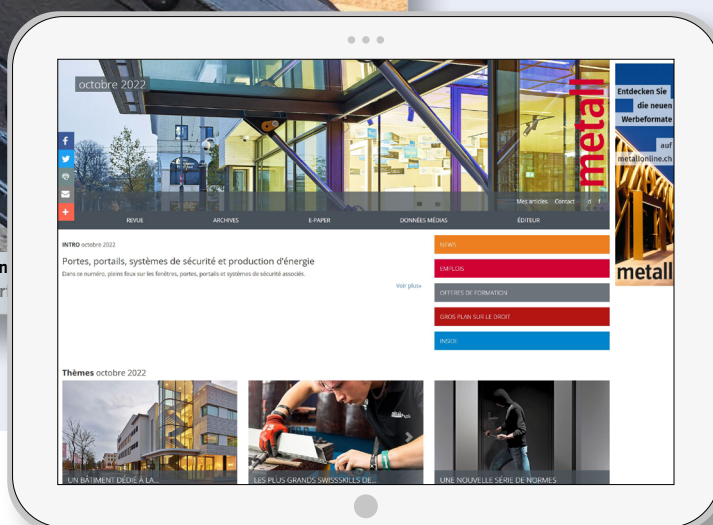 octobre 2022
metall
Mes articles Contact d f
REVUE ARCHIVES E-PAPER DONNÉES MÉDIAS ÉDITEUR
INTRO octobre 2022
Portes, portails, systèmes de sécurité et production d'énergie
Dans ce numéro, pleins feux sur les fenêtres, portes, portails et systèmes de sécurité associés.
Voir plus»
NEWS
EMPLOIS
OFFRES DE FORMATION
GROS PLAN SUR LE DROIT
INSIDE
Entdecken Sie
die neuen
Werbeformate
auf
metallonline.ch
metall
Thèmes octobre 2022
UN BÂTIMENT DÉDIÉ À LA...
LES PLUS GRANDS SWISSSKILLS DE...
UNE NOUVELLE SÉRIE DE NORMES